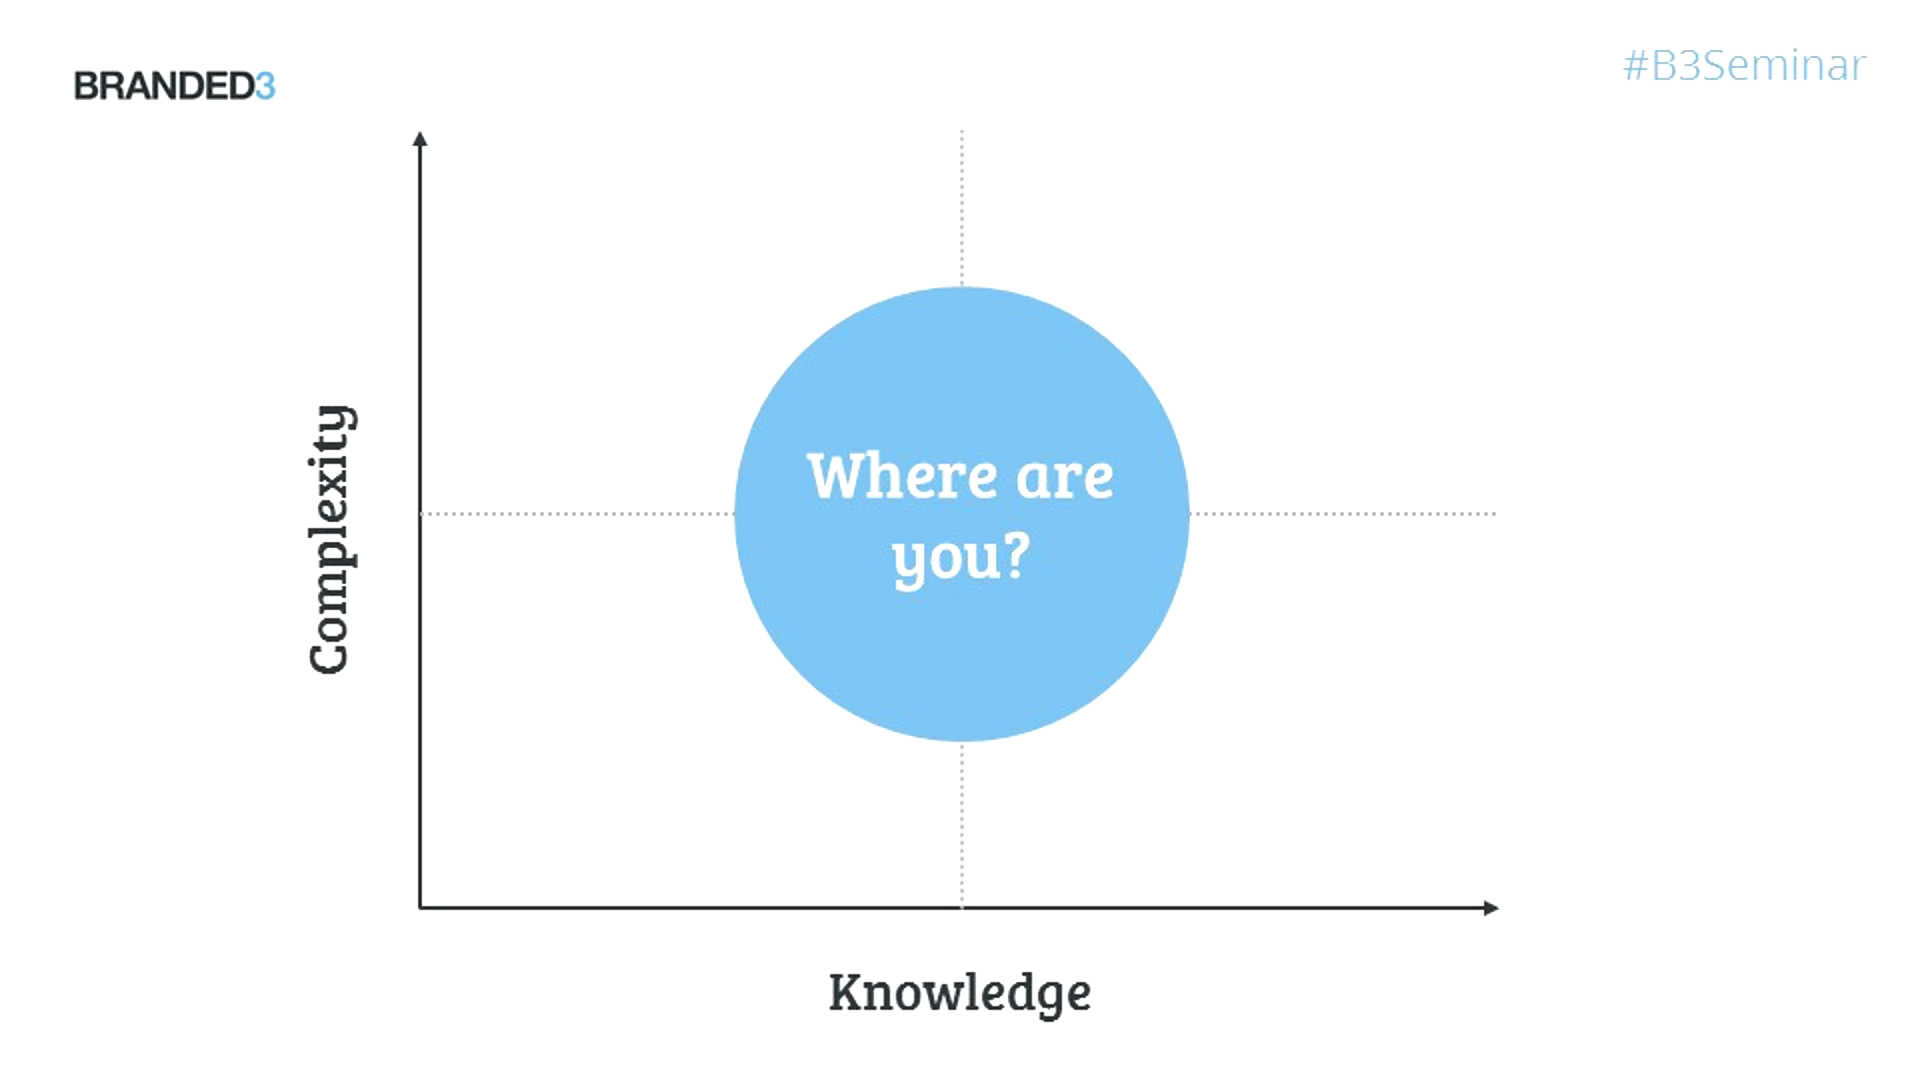 BRANDED3
#B3Seminar
Complexity
Where are
you?
Knowledge